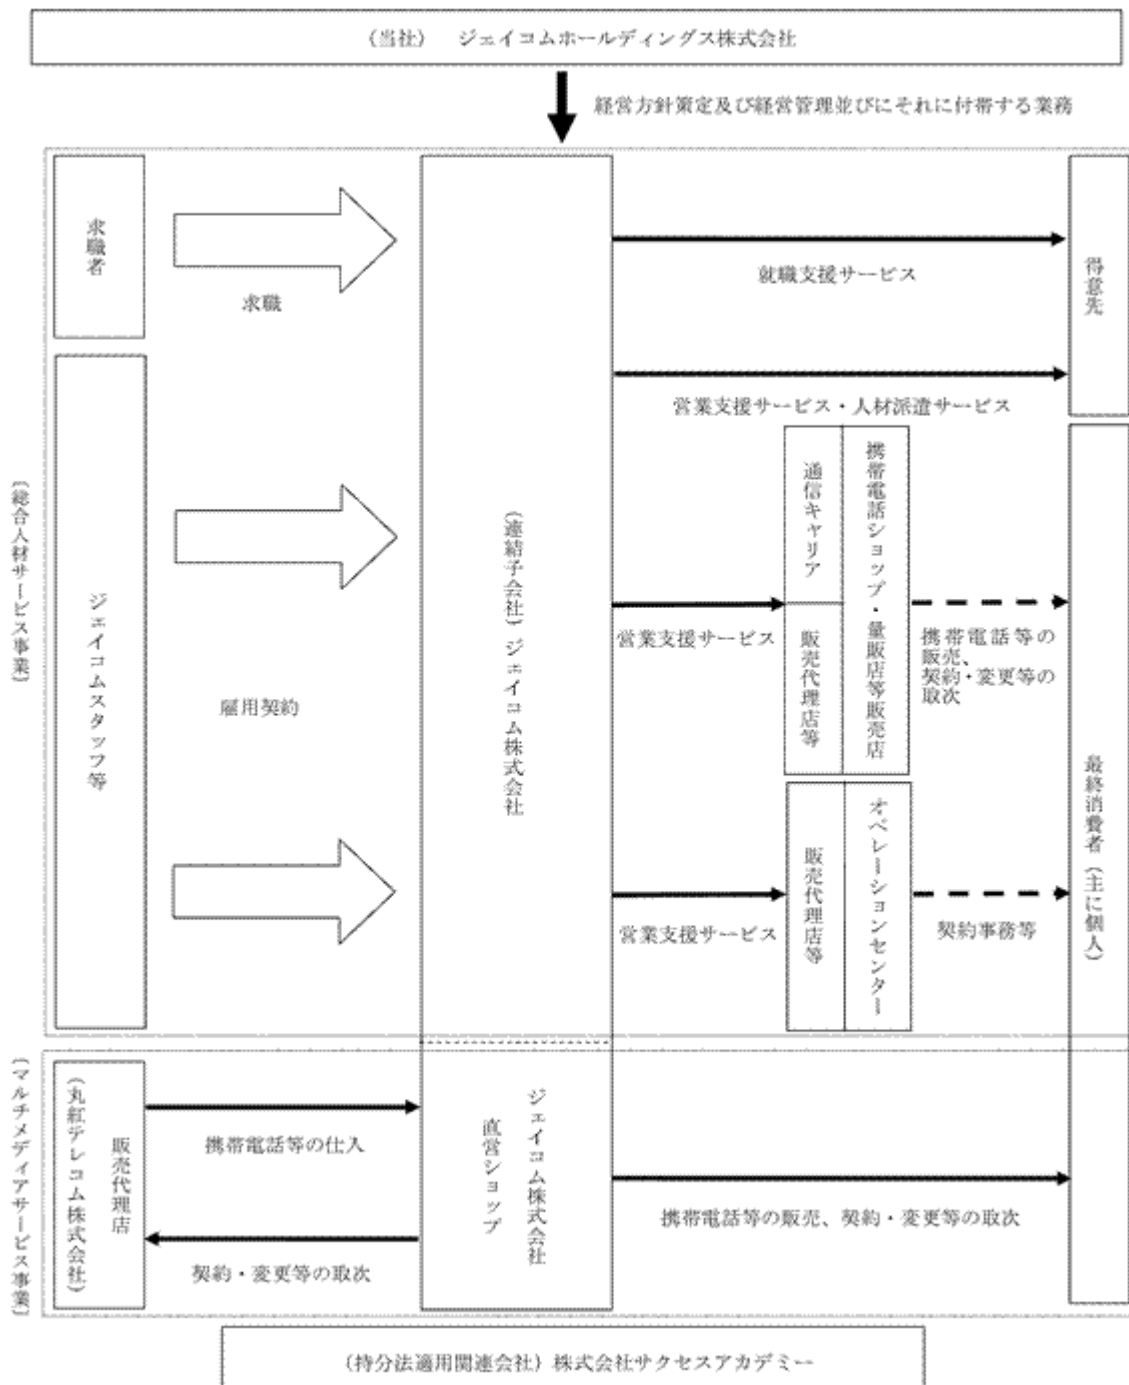 (当社)　ジェイコムホールディングス株式会社
経営方針策定及び経営管理並びにそれに付帯する業務
〔総合人材サービス事業〕
求職者
求職
ジェイコムスタッフ等
雇用契約
(連結子会社)ジェイコム株式会社
就職支援サービス
営業支援サービス・人材派遣サービス
得意先
営業支援サービス
通信キャリア
販売代理店等
携帯電話ショップ・量販店等販売店
携帯電話等の
販売、
契約・変更等の
取次
営業支援サービス
販売代理店等
オペレーションセンター
契約事務等
最終消費者(主に個人)
〔マルチメディアサービス事業〕
販売代理店
(丸紅テレコム株式会社)
携帯電話等の仕入
契約・変更等の取次
ジェイコム株式会社
直営ショップ
携帯電話等の販売、契約・変更等の取次
(持分法適用関連会社)株式会社サクセスアカデミー